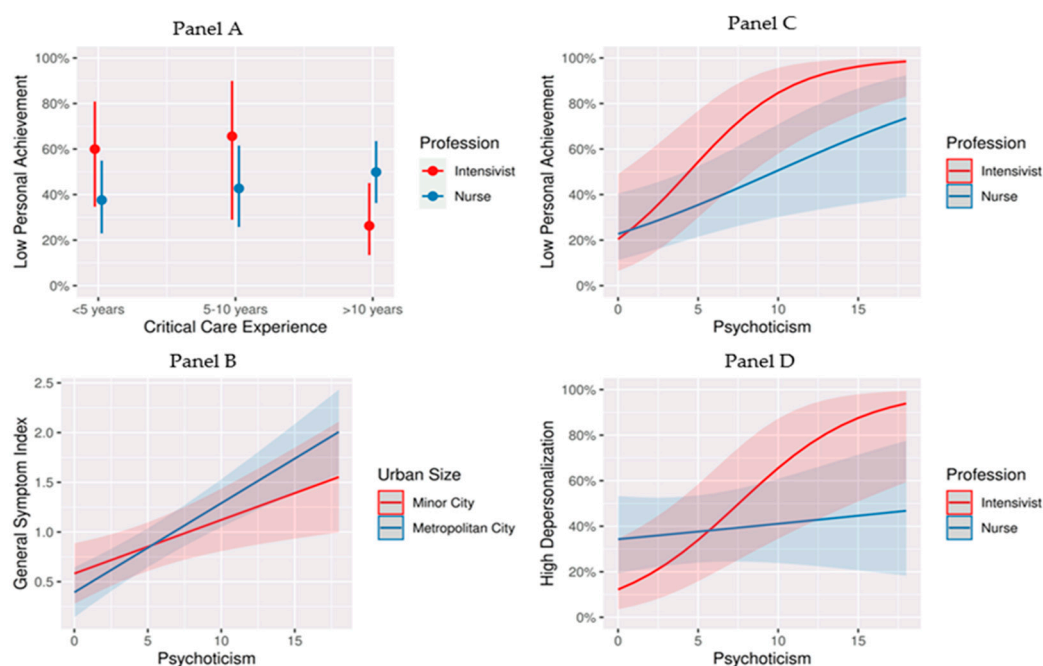 Panel A
100%
80%
60%
40%
20%
0%
Low Personal Achievement
<5 years
5-10 years
>10 years
Critical Care Experience
Profession
Intensivist
Nurse
Panel C
100%
80%
60%
40%
20%
0%
Low Personal Achievement
0
5
10
15
Psychoticism
Profession
Intensivist
Nurse
Panel B
2.5
2.0
1.5
1.0
0.5
General Symptom Index
0
5
10
15
Psychoticism
Urban Size
Minor City
Metropolitan City
Panel D
100%
80%
60%
40%
20%
0%
High Depersonalization
0
5
10
15
Psychoticism
Profession
Intensivist
Nurse